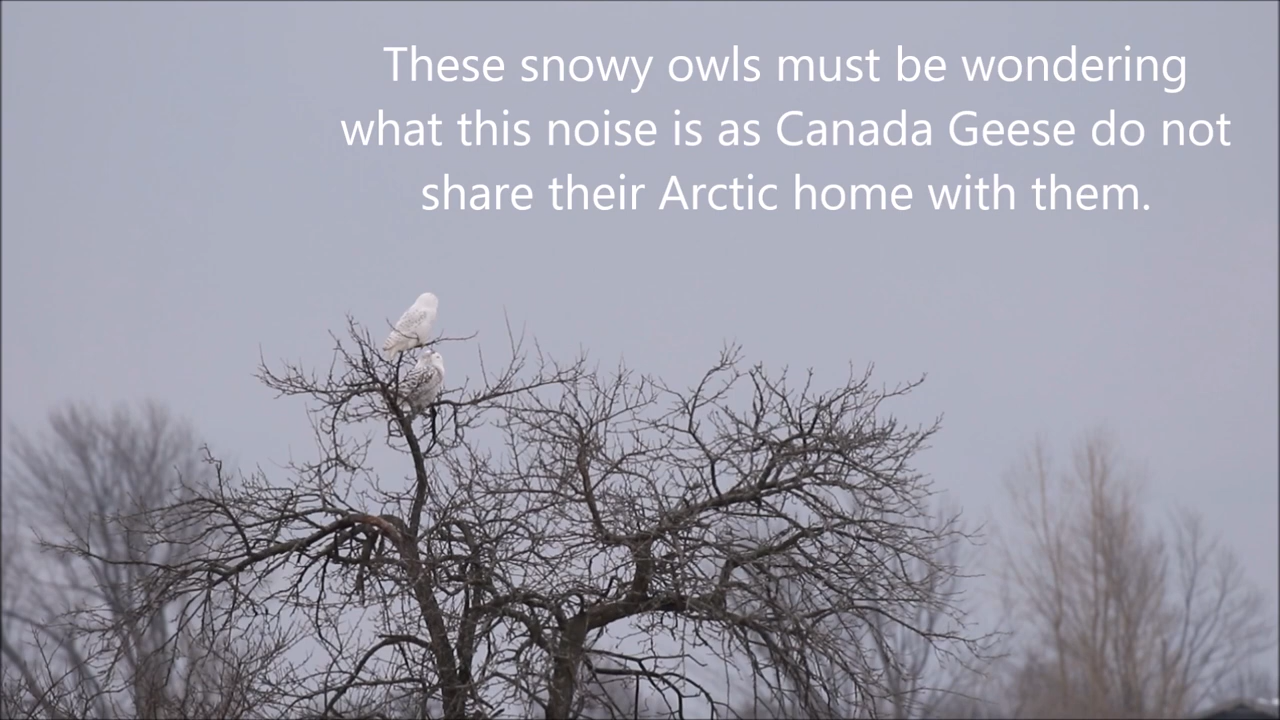 These snowy owls must be wondering
what this noise is as Canada Geese do not
share their Arctic home with them.